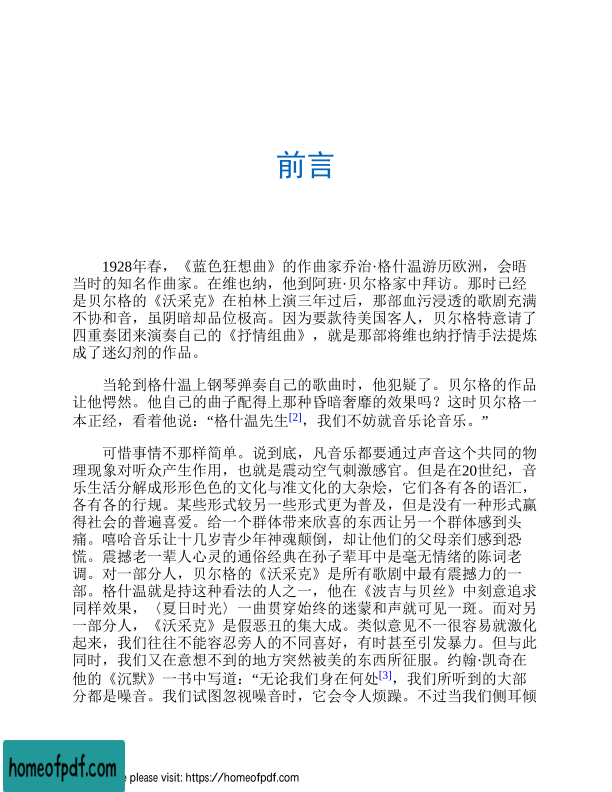 前言
1928年春，《蓝色狂想曲》的作曲家乔治·格什温游历欧洲，会晤
当时的知名作曲家。在维也纳，他到阿班·贝尔格家中拜访。那时已经
是贝尔格的《沃采克》在柏林上演三年过后，那部血污浸透的歌剧充满
不协和音，虽阴暗却品位极高。因为要款待美国客人，贝尔格特意请了
四重奏团来演奏自己的《抒情组曲》，就是那部将维也纳抒情手法提炼
成了迷幻剂的作品。
当轮到格什温上钢琴弹奏自己的歌曲时，他犯疑了。贝尔格的作品
让他愕然。他自己的曲子配得上那种昏暗奢靡的效果吗？这时贝尔格一
本正经，看着他说：“格什温先生[2]，我们不妨就音乐论音乐。”
可惜事情不那样简单。说到底，凡音乐都要通过声音这个共同的物
理现象对听众产生作用，也就是震动空气刺激感官。但是在20世纪，音
乐生活分解成形形色色的文化与准文化的大杂烩，它们各有各的语汇，
各有各的行规。某些形式较另一些形式更为普及，但是没有一种形式赢
得社会的普遍喜爱。给一个群体带来欣喜的东西让另一个群体感到头
痛。嘻哈音乐让十几岁青少年神魂颠倒，却让他们的父母亲们感到恐
慌。震撼老一辈人心灵的通俗经典在孙子辈耳中是毫无情绪的陈词老
调。对一部分人，贝尔格的《沃采克》是所有歌剧中最有震撼力的一
部。格什温就是持这种看法的人之一，他在《波吉与贝丝》中刻意追求
同样效果，〈夏日时光〉一曲贯穿始终的迷蒙和声就可见一斑。而对另
一部分人，《沃采克》是假恶丑的集大成。类似意见不一很容易就激化
起来，我们往往不能容忍旁人的不同喜好，有时甚至引发暴力。但与此
同时，我们又在意想不到的地方突然被美的东西所征服。约翰·凯奇在
他的《沉默》一书中写道：“无论我们身在何处[3]，我们所听到的大部
分都是噪音。我们试图忽视噪音时，它会令人烦躁。不过当我们侧耳倾
homeofpdf.com
e please visit: https://homeofpdf.com